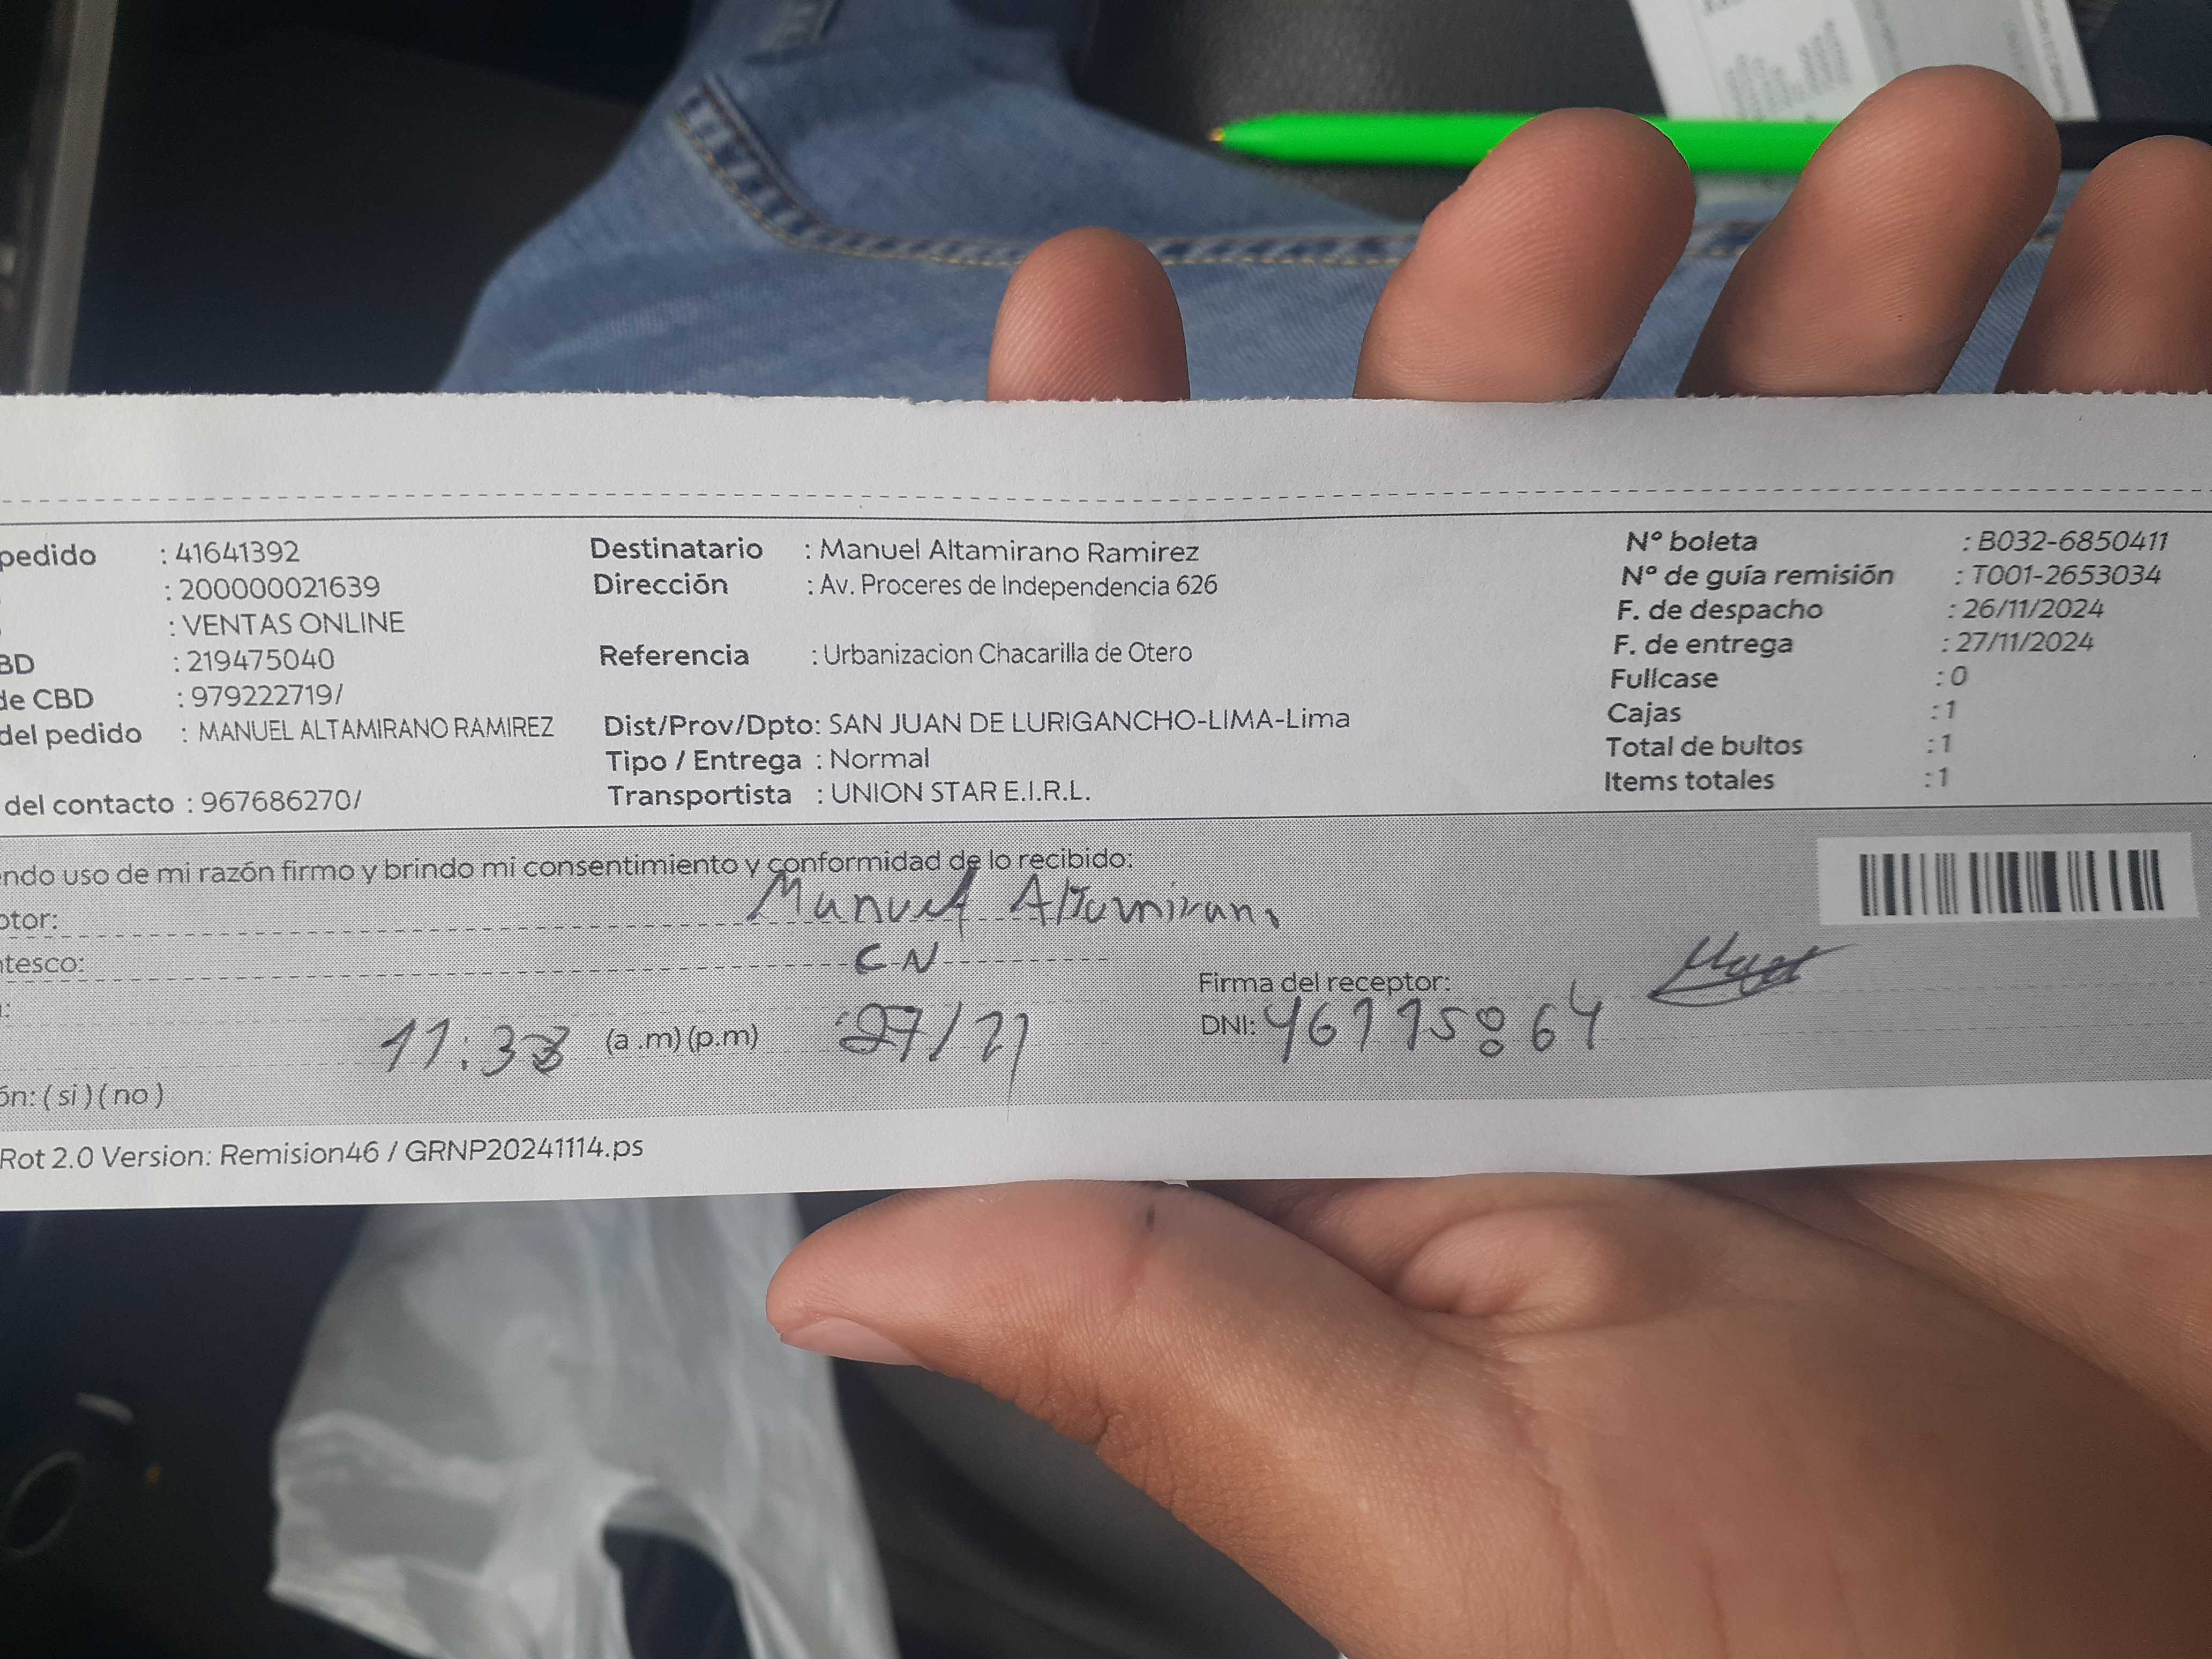 pedido : 41641392
: 200000021639
: VENTAS ONLINE
BD : 219475040
de CBD : 979222719/
del pedido : MANUEL ALTAMIRANO RAMIREZ
del contacto : 967686270/
Destinatario : Manuel Altamirano Ramirez
Dirección : Av. Proceres de Independencia 626
Referencia : Urbanizacion Chacarilla de Otero
Dist/Prov/Dpto: SAN JUAN DE LURIGANCHO-LIMA-Lima
Tipo / Entrega : Normal
Transportista : UNION STAR E.I.R.L.
Nº boleta : B032-6850411
Nº de guía remisión : T001-2653034
F. de despacho : 26/11/2024
F. de entrega : 27/11/2024
Fullcase : 0
Cajas : 1
Total de bultos : 1
Items totales : 1
endo uso de mi razón firmo y brindo mi consentimiento y conformidad de lo recibido:
ptor: Manuel Altamirano
ntesco: CN
Firma del receptor:
(a .m) (p.m) 27/11
DNI:
ón: ( si ) ( no )
Rot 2.0 Version: Remision46 / GRNP20241114.ps